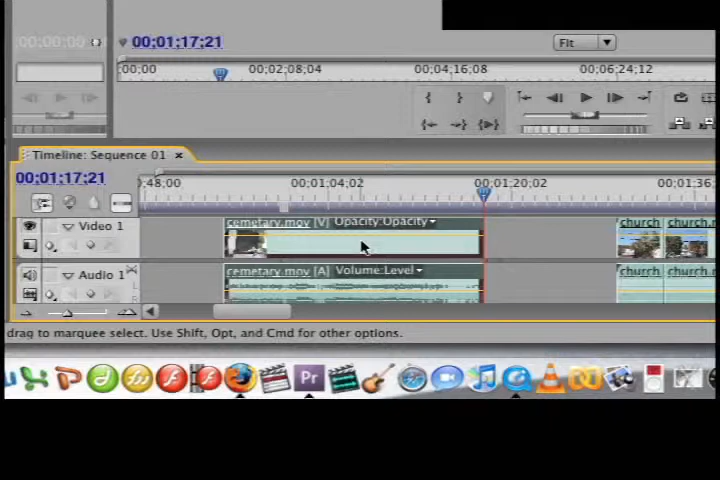 00;00;00;00
00;01;17;21
Fit
;00;00 00;02;08;04 00;04;16;08 00;06;24;12
Timeline: Sequence 01
00;01;17;21
;48;00 00;01;04;02 00;01;20;02 00;01;36;
Video 1
cemetary.mov [V] Opacity:Opacity
church church.m
Audio 1
cemetary.mov [A] Volume:Level
church church.m
drag to marquee select. Use Shift, Opt, and Cmd for other options.
Pr